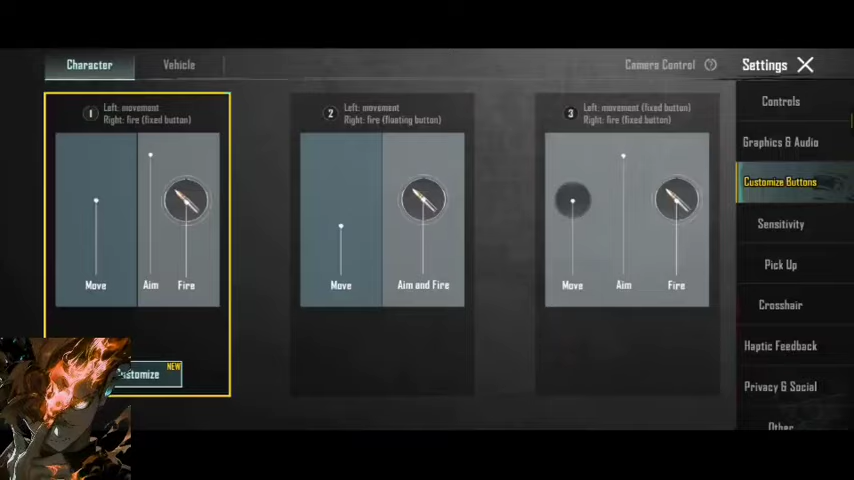 Character
Vehicle
Camera Control ?
Settings
1 Left: movement
Right: fire (fixed button)
Move
Aim
Fire
NEW
2 Left: movement
Right: fire (floating button)
Move
Aim and Fire
3 Left: movement (fixed button)
Right: fire (fixed button)
Move
Aim
Fire
Controls
Graphics & Audio
Customize Buttons
Sensitivity
Pick Up
Crosshair
Haptic Feedback
Privacy & Social
Other